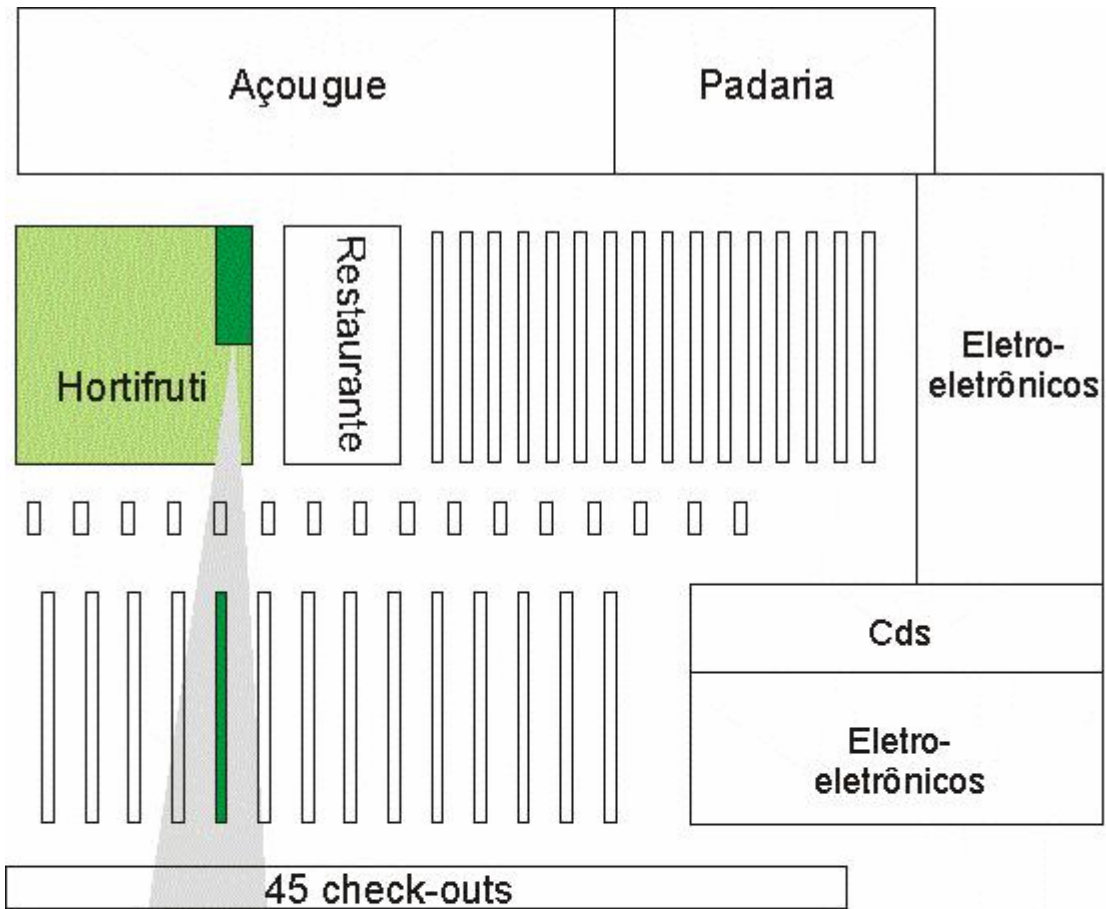 Açougue
Padaria
Hortifruti
Restaurante
Eletro-
eletrônicos
Cds
Eletro-
eletrônicos
45 check-outs